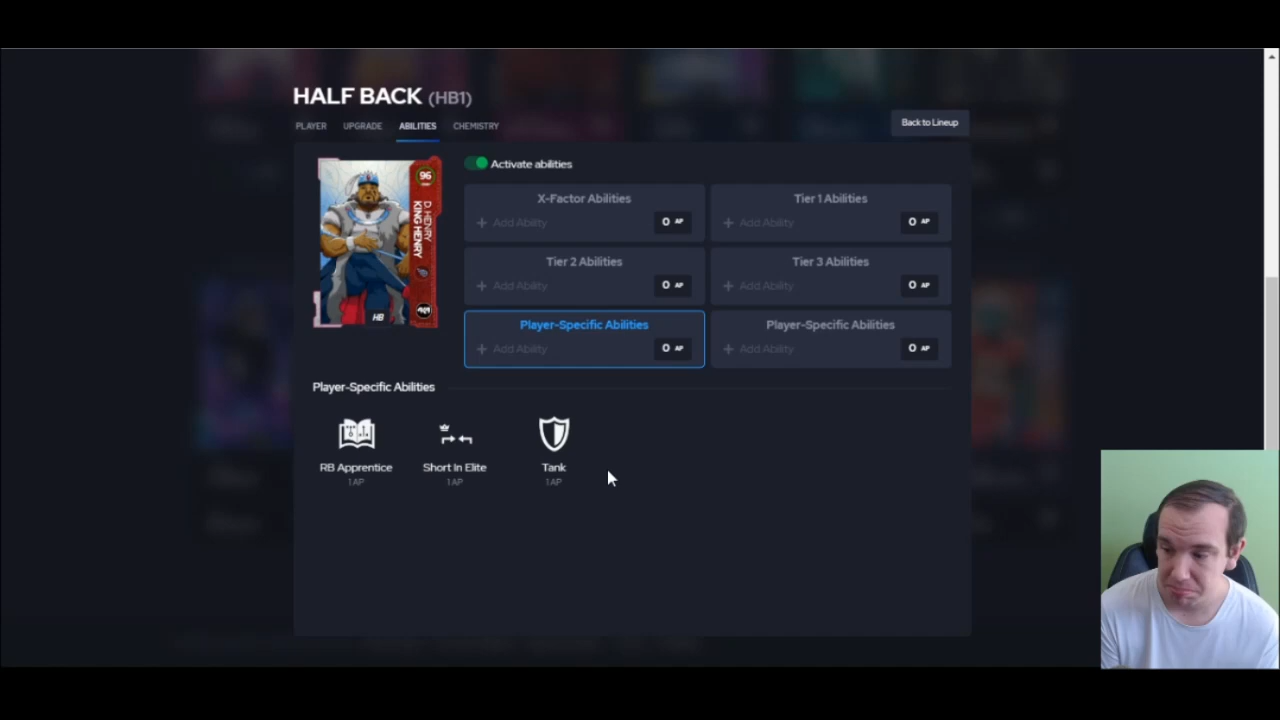 HALF BACK (HB1)
PLAYER UPGRADE ABILITIES CHEMISTRY
Back to Lineup
96
D. HENRY
KING HENRY
HB
Activate abilities
X-Factor Abilities
Add Ability 0 AP
Tier 1 Abilities
Add Ability 0 AP
Tier 2 Abilities
Add Ability 0 AP
Tier 3 Abilities
Add Ability 0 AP
Player-Specific Abilities
Add Ability 0 AP
Player-Specific Abilities
Add Ability 0 AP
Player-Specific Abilities
RB Apprentice
1 AP
Short In Elite
1 AP
Tank
1 AP